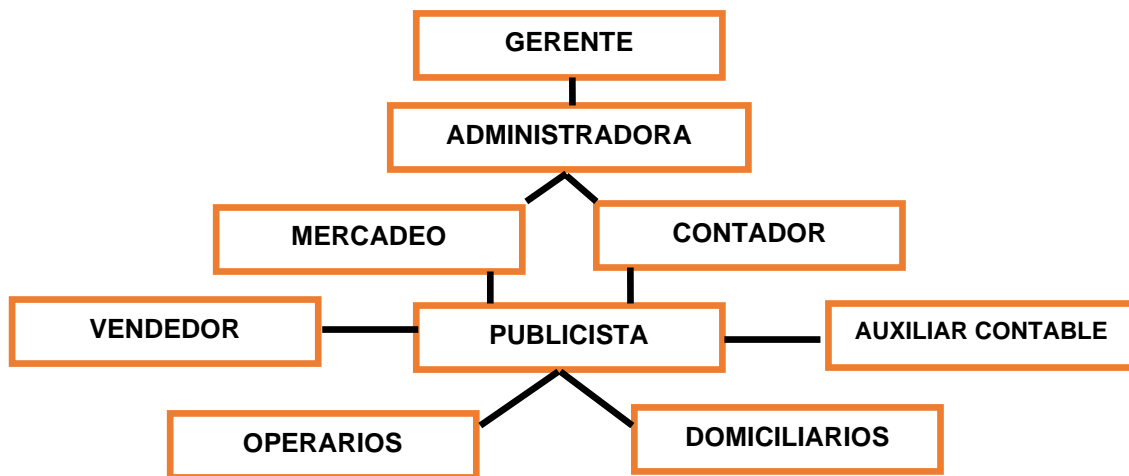 GERENTE
ADMINISTRADORA
MERCADEO
CONTADOR
VENDEDOR
PUBLICISTA
AUXILIAR CONTABLE
OPERARIOS
DOMICILIARIOS